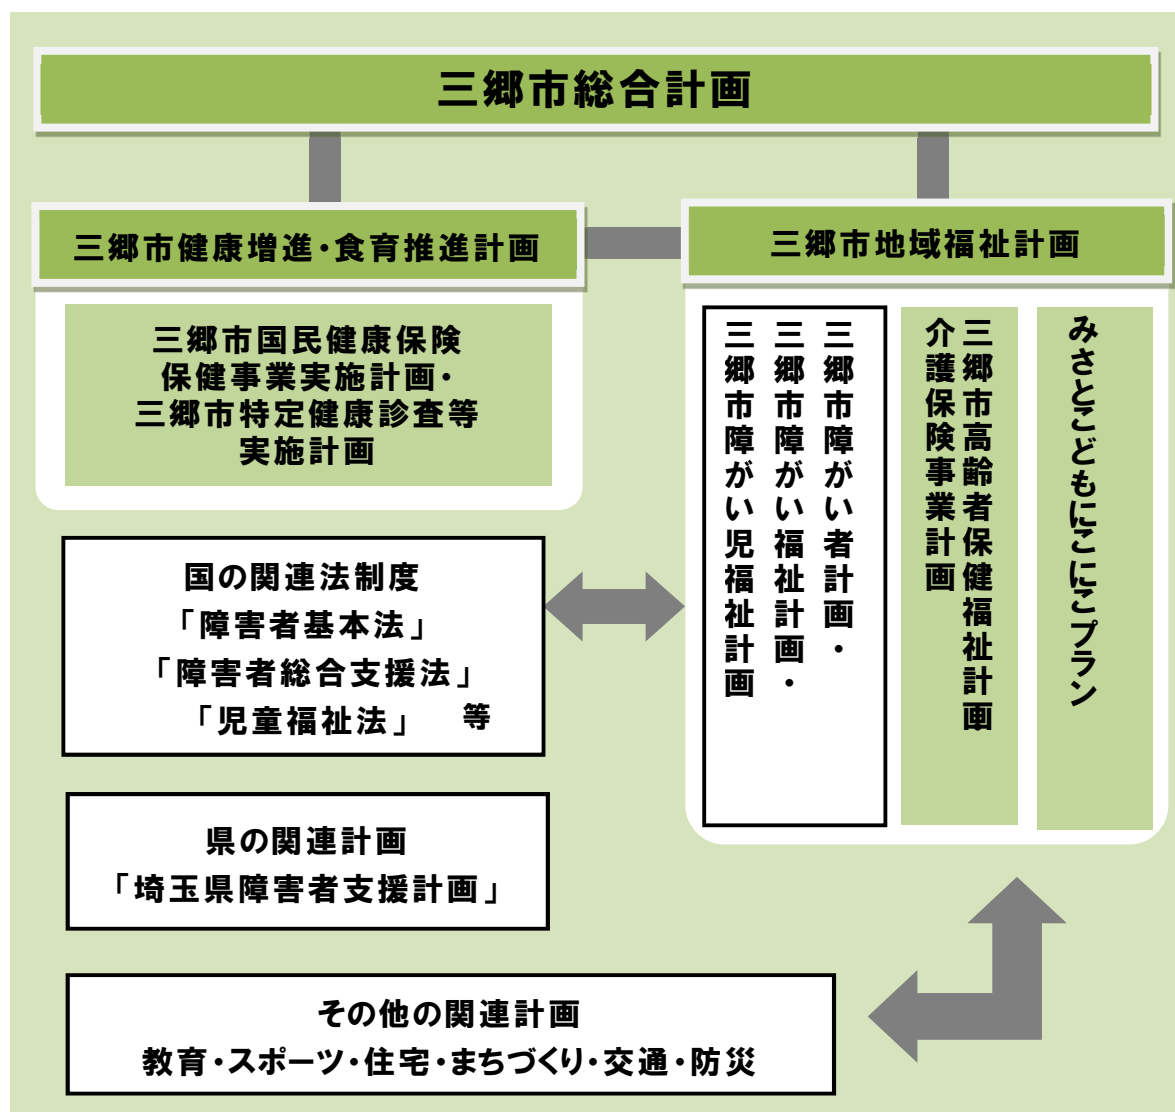 三郷市総合計画
三郷市健康増進・食育推進計画
三郷市地域福祉計画
三郷市国民健康保険
保健事業実施計画・
三郷市特定健康診査等
実施計画
三郷市障がい者計画・
三郷市障がい福祉計画・
三郷市障がい児福祉計画
三郷市高齢者保健福祉計画
介護保険事業計画
みさとこどもにこにこプラン
国の関連法制度
「障害者基本法」
「障害者総合支援法」
「児童福祉法」 等
県の関連計画
「埼玉県障害者支援計画」
その他の関連計画
教育・スポーツ・住宅・まちづくり・交通・防災